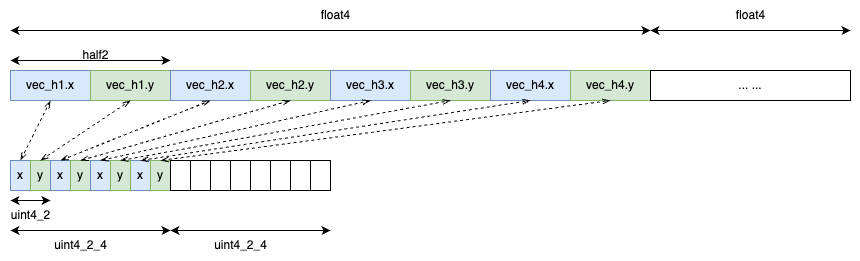 float4 float4
half2
vec_h1.x vec_h1.y vec_h2.x vec_h2.y vec_h3.x vec_h3.y vec_h4.x vec_h4.y ... ...
x y x y x y x y
uint4_2
uint4_2_4 uint4_2_4